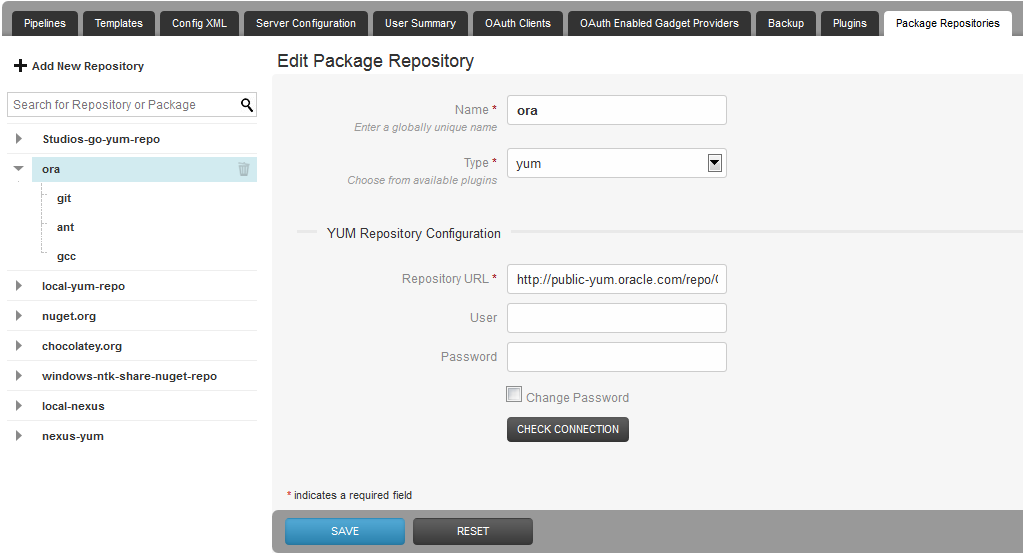 Pipelines Templates Config XML Server Configuration User Summary OAuth Clients OAuth Enabled Gadget Providers Backup Plugins Package Repositories
Add New Repository
Search for Repository or Package
Studios-go-yum-repo
ora
git
ant
gcc
local-yum-repo
nuget.org
chocolatey.org
windows-ntk-share-nuget-repo
local-nexus
nexus-yum
Edit Package Repository
Name * ora
Enter a globally unique name
Type * yum
Choose from available plugins
YUM Repository Configuration
Repository URL * http://public-yum.oracle.com/repo/
User
Password
Change Password
CHECK CONNECTION
* indicates a required field
SAVE RESET